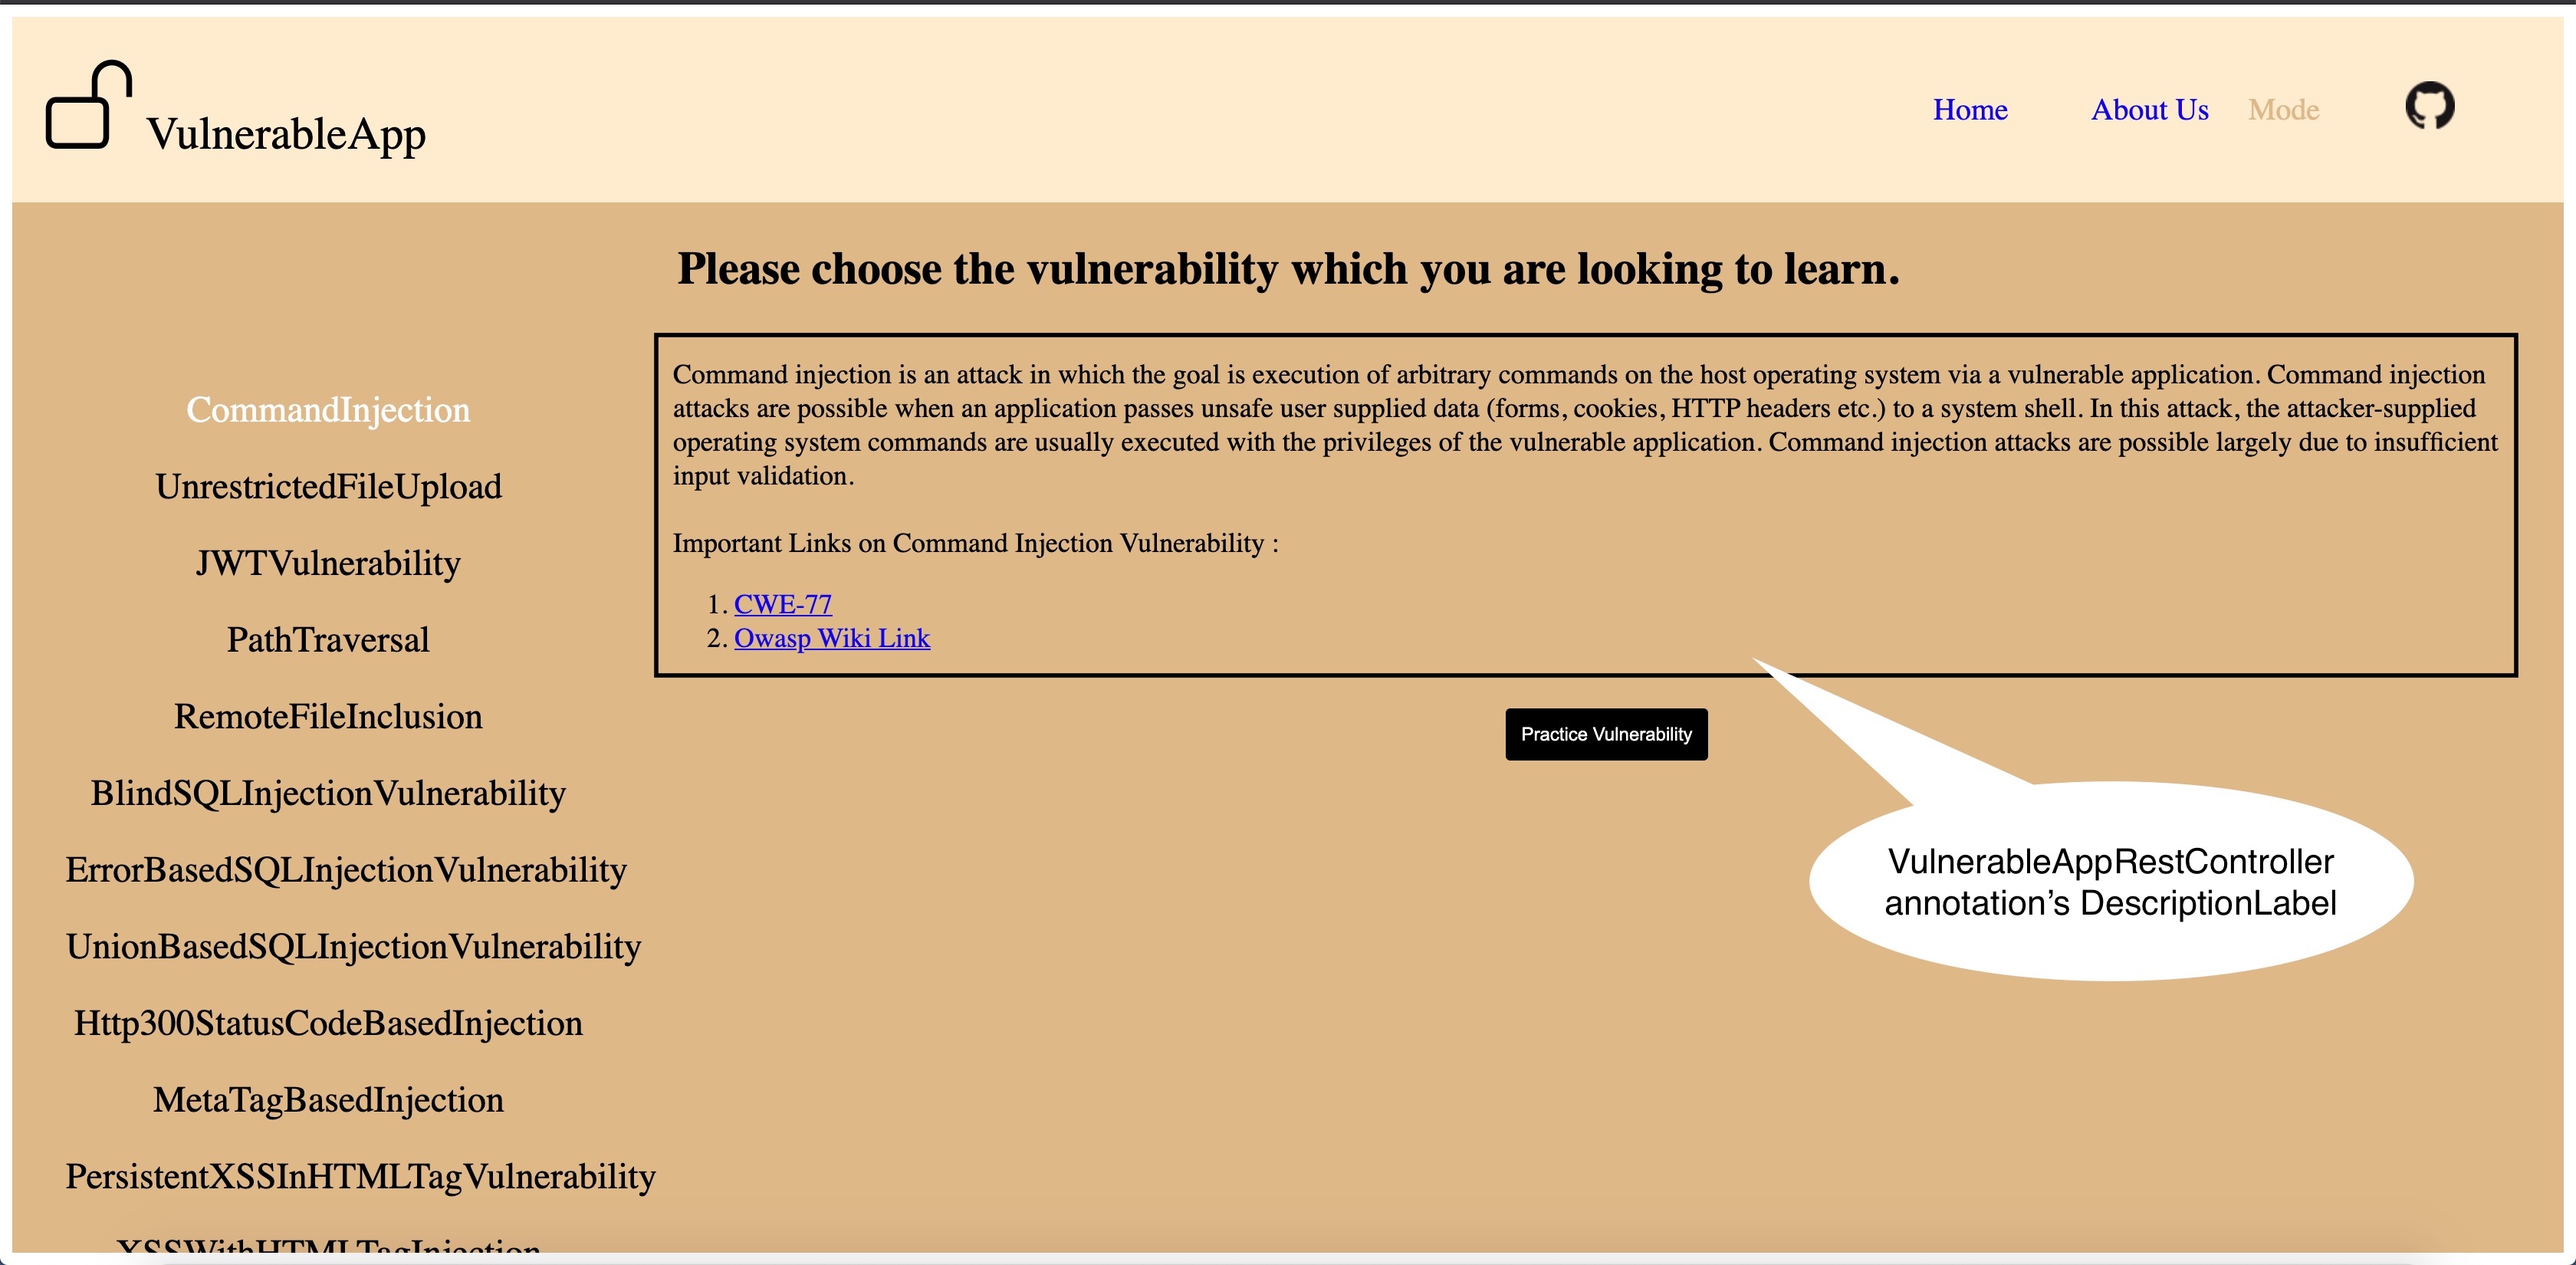 VulnerableApp
Home
About Us
Mode
Please choose the vulnerability which you are looking to learn.
CommandInjection
UnrestrictedFileUpload
JWTVulnerability
PathTraversal
RemoteFileInclusion
BlindSQLInjectionVulnerability
ErrorBasedSQLInjectionVulnerability
UnionBasedSQLInjectionVulnerability
Http300StatusCodeBasedInjection
MetaTagBasedInjection
PersistentXSSInHTMLTagVulnerability
XSSWithHTMLTagInjection
Command injection is an attack in which the goal is execution of arbitrary commands on the host operating system via a vulnerable application. Command injection
attacks are possible when an application passes unsafe user supplied data (forms, cookies, HTTP headers etc.) to a system shell. In this attack, the attacker-supplied
operating system commands are usually executed with the privileges of the vulnerable application. Command injection attacks are possible largely due to insufficient
input validation.
Important Links on Command Injection Vulnerability :
1. CWE-77
2. Owasp Wiki Link
Practice Vulnerability
VulnerableAppRestController
annotation’s DescriptionLabel